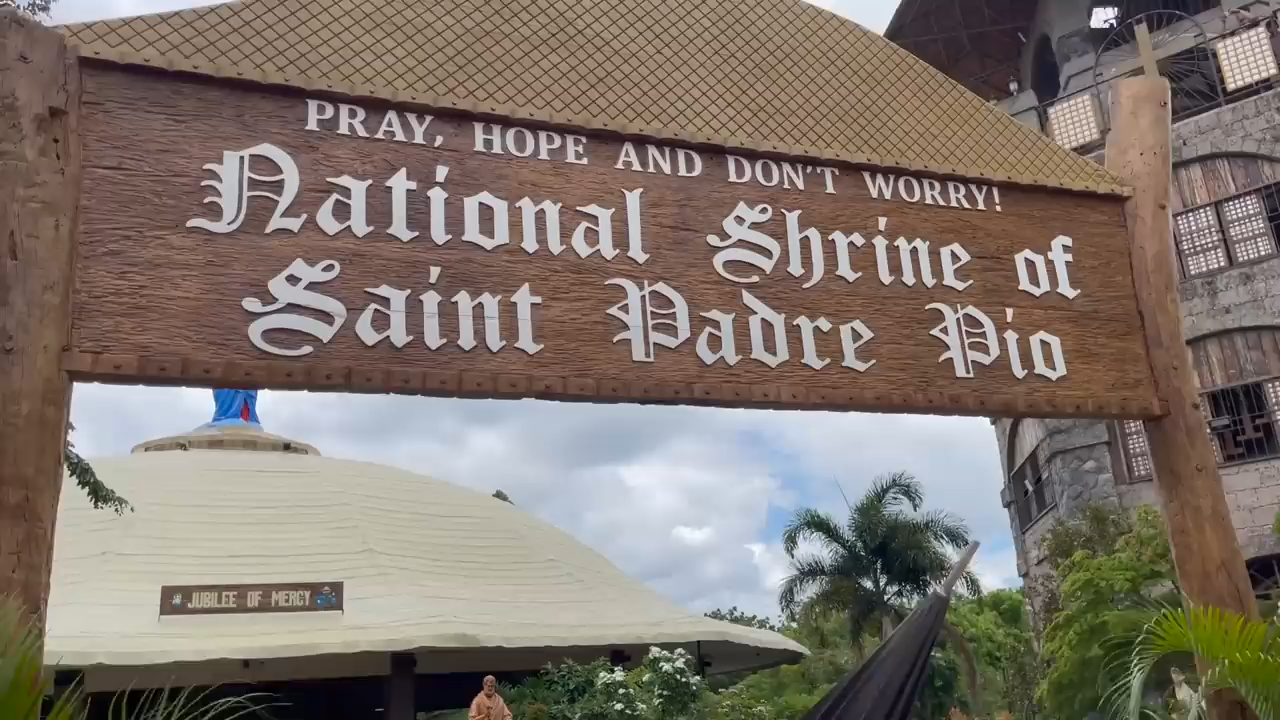 PRAY, HOPE AND DON'T WORRY!
National Shrine of
Saint Padre Pio
JUBILEE OF MERCY